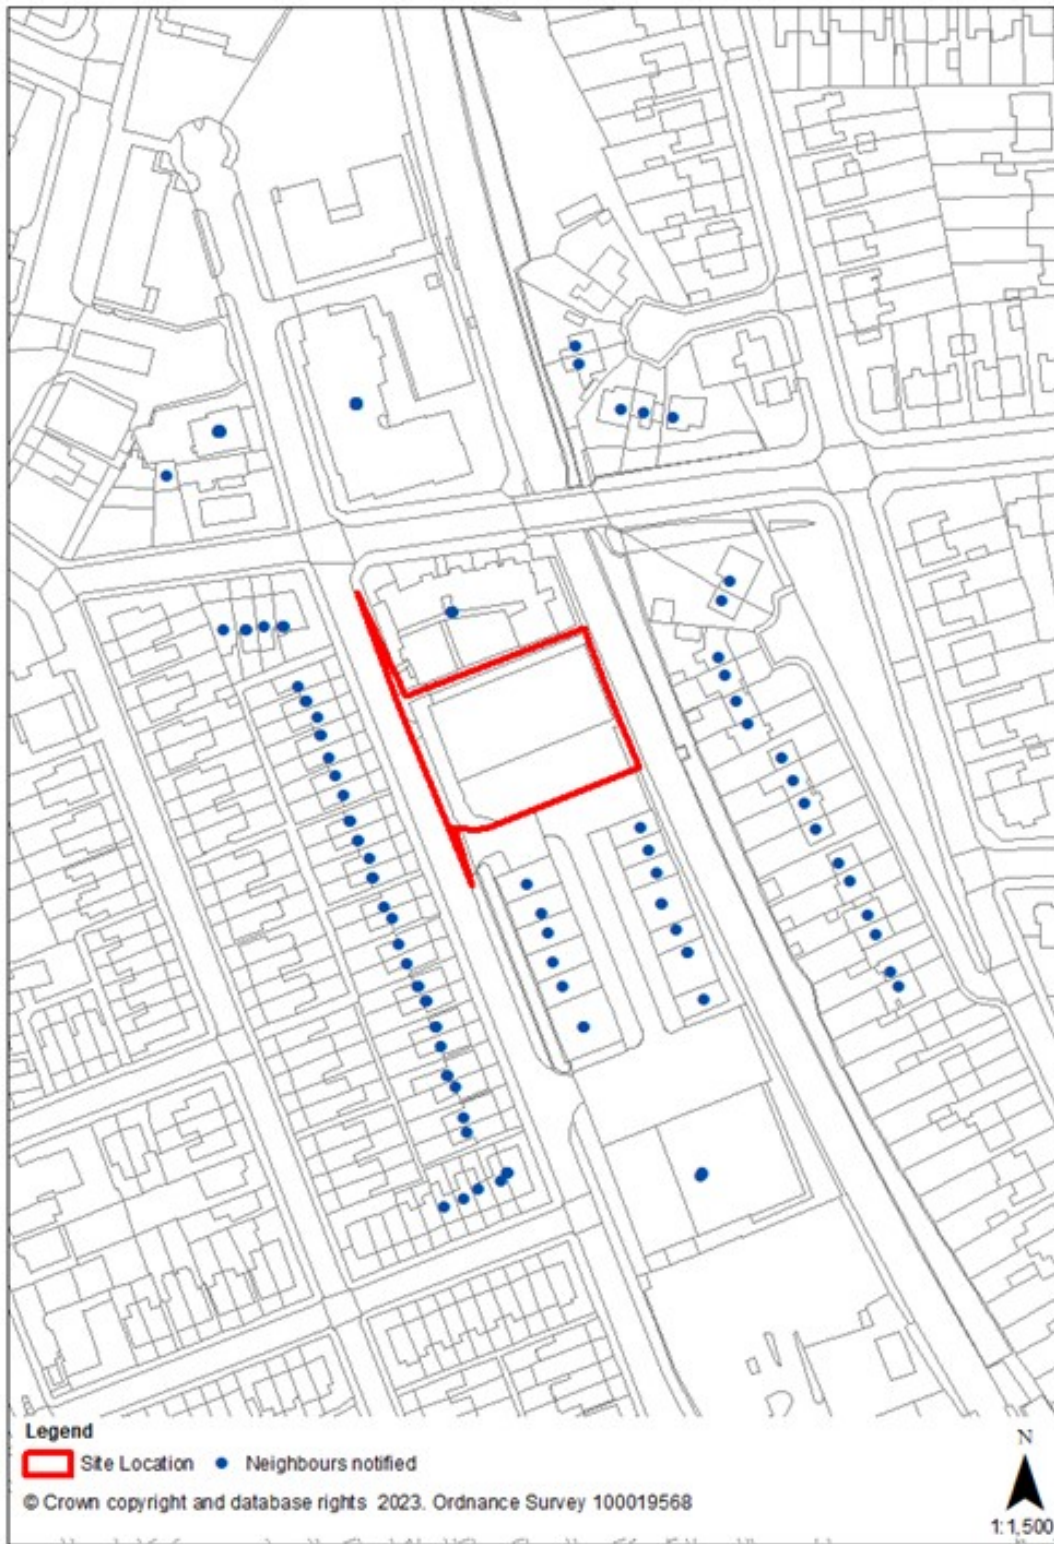 Legend
Site Location Neighbours notified
© Crown copyright and database rights 2023. Ordnance Survey 100019568
N
1:1,500